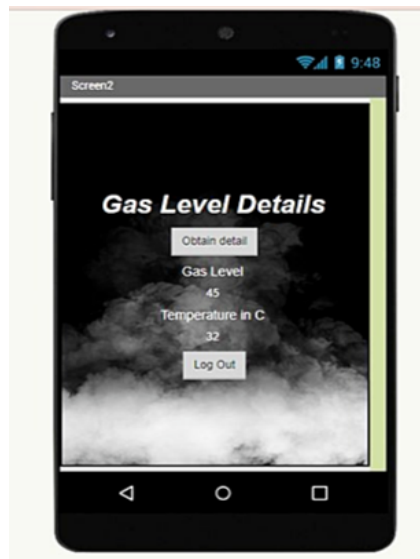 9:48
Screen2
Gas Level Details
Obtain detail
Gas Level
45
Temperature in C
32
Log Out